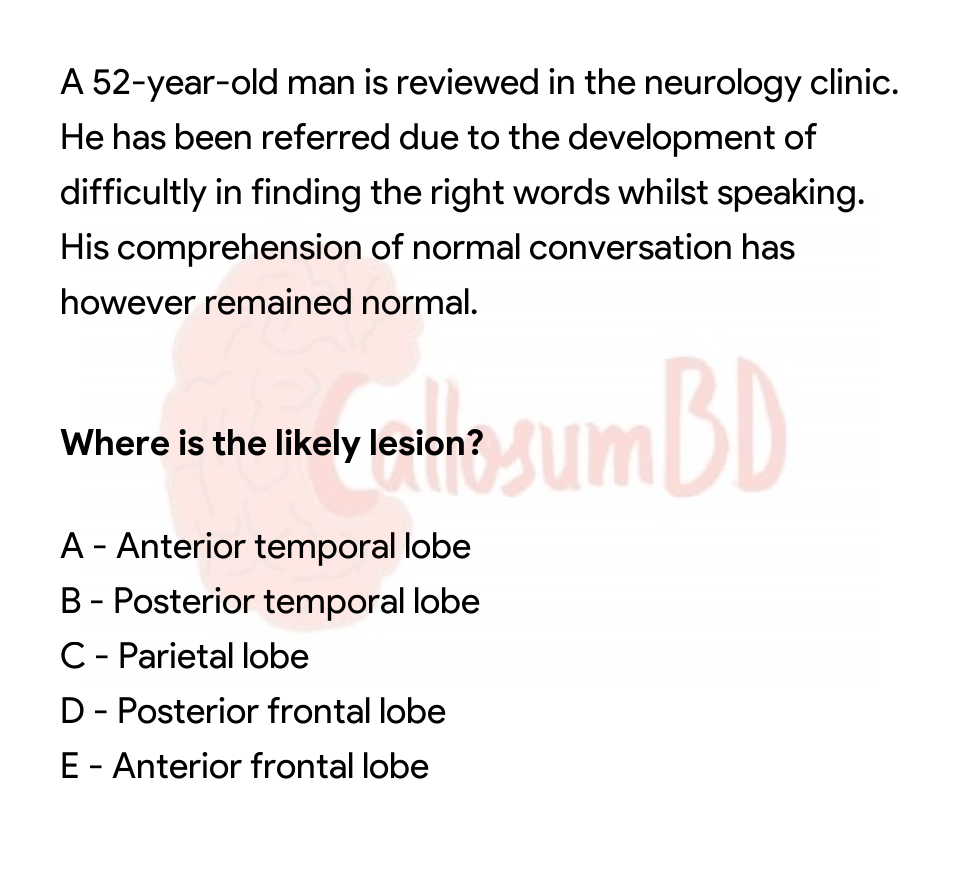 A 52-year-old man is reviewed in the neurology clinic.
He has been referred due to the development of
difficultly in finding the right words whilst speaking.
His comprehension of normal conversation has
however remained normal.
CallosumBD
Where is the likely lesion?
A - Anterior temporal lobe
B - Posterior temporal lobe
C - Parietal lobe
D - Posterior frontal lobe
E - Anterior frontal lobe